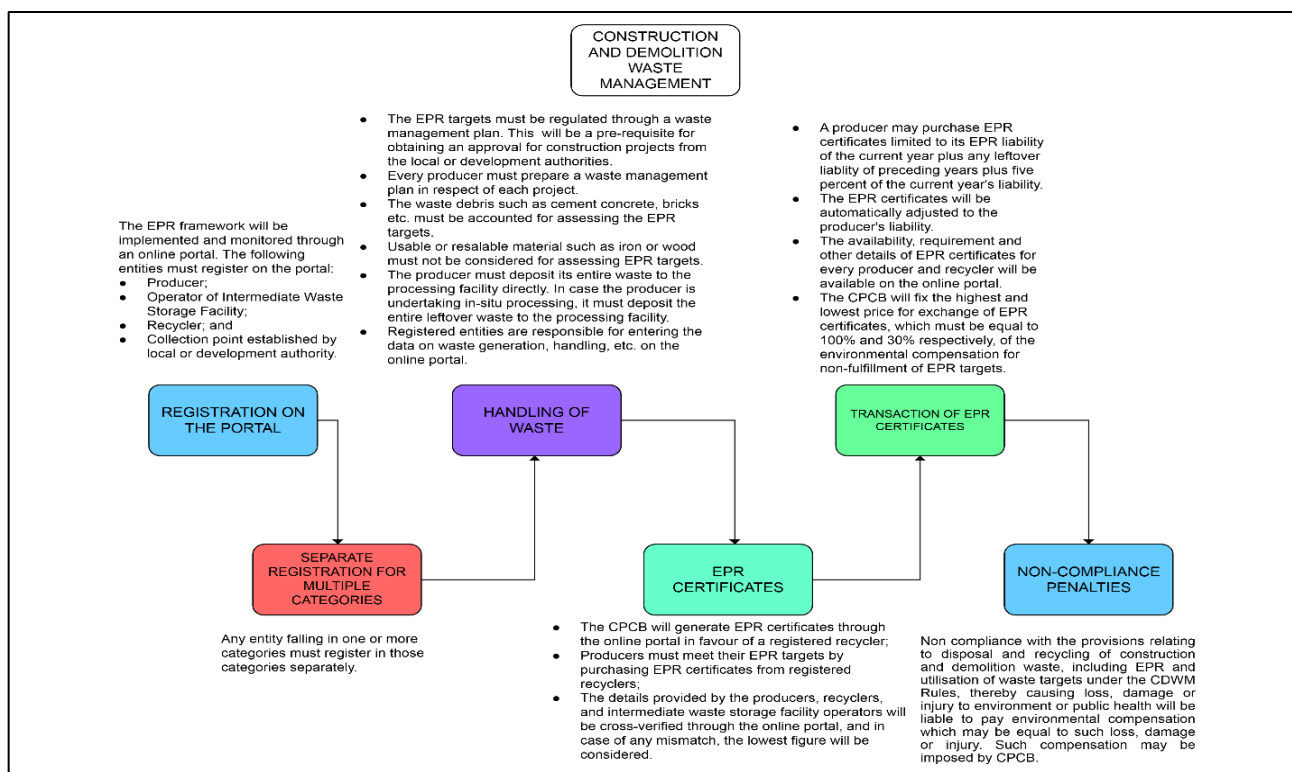 CONSTRUCTION
AND DEMOLITION
WASTE
MANAGEMENT
The EPR framework will be
implemented and monitored through
an online portal. The following
entities must register on the portal:
● Producer;
● Operator of Intermediate Waste
Storage Facility;
● Recycler; and
● Collection point established by
local or development authority.
● The EPR targets must be regulated through a waste
management plan. This will be a pre-requisite for
obtaining an approval for construction projects from
the local or development authorities.
● Every producer must prepare a waste management
plan in respect of each project.
● The waste debris such as cement concrete, bricks
etc. must be accounted for assessing the EPR
targets.
● Usable or resalable material such as iron or wood
must not be considered for assessing EPR targets.
● The producer must deposit its entire waste to the
processing facility directly. In case the producer is
undertaking in-situ processing, it must deposit the
entire leftover waste to the processing facility.
● Registered entities are responsible for entering the
data on waste generation, handling, etc. on the
online portal.
● A producer may purchase EPR
certificates limited to its EPR liability
of the current year plus any leftover
liablity of preceding years plus five
percent of the current year's liability.
● The EPR certificates will be
automatically adjusted to the
producer's liability.
● The availability, requirement and
other details of EPR certificates for
every producer and recycler will be
available on the online portal.
● The CPCB will fix the highest and
lowest price for exchange of EPR
certificates, which must be equal to
100% and 30% respectively, of the
environmental compensation for
non-fulfillment of EPR targets.
REGISTRATION ON
THE PORTAL
HANDLING OF
WASTE
TRANSACTION OF EPR
CERTIFICATES
SEPARATE
REGISTRATION FOR
MULTIPLE
CATEGORIES
EPR
CERTIFICATES
NON-COMPLIANCE
PENALTIES
Any entity falling in one or more
categories must register in those
categories separately.
● The CPCB will generate EPR certificates through
the online portal in favour of a registered recycler;
● Producers must meet their EPR targets by
purchasing EPR certificates from registered
recyclers;
● The details provided by the producers, recyclers,
and intermediate waste storage facility operators will
be cross-verified through the online portal, and in
case of any mismatch, the lowest figure will be
considered.
Non compliance with the provisions relating
to disposal and recycling of construction
and demolition waste, including EPR and
utilisation of waste targets under the CDWM
Rules, thereby causing loss, damage or
injury to environment or public health will be
liable to pay environmental compensation
which may be equal to such loss, damage
or injury. Such compensation may be
imposed by CPCB.